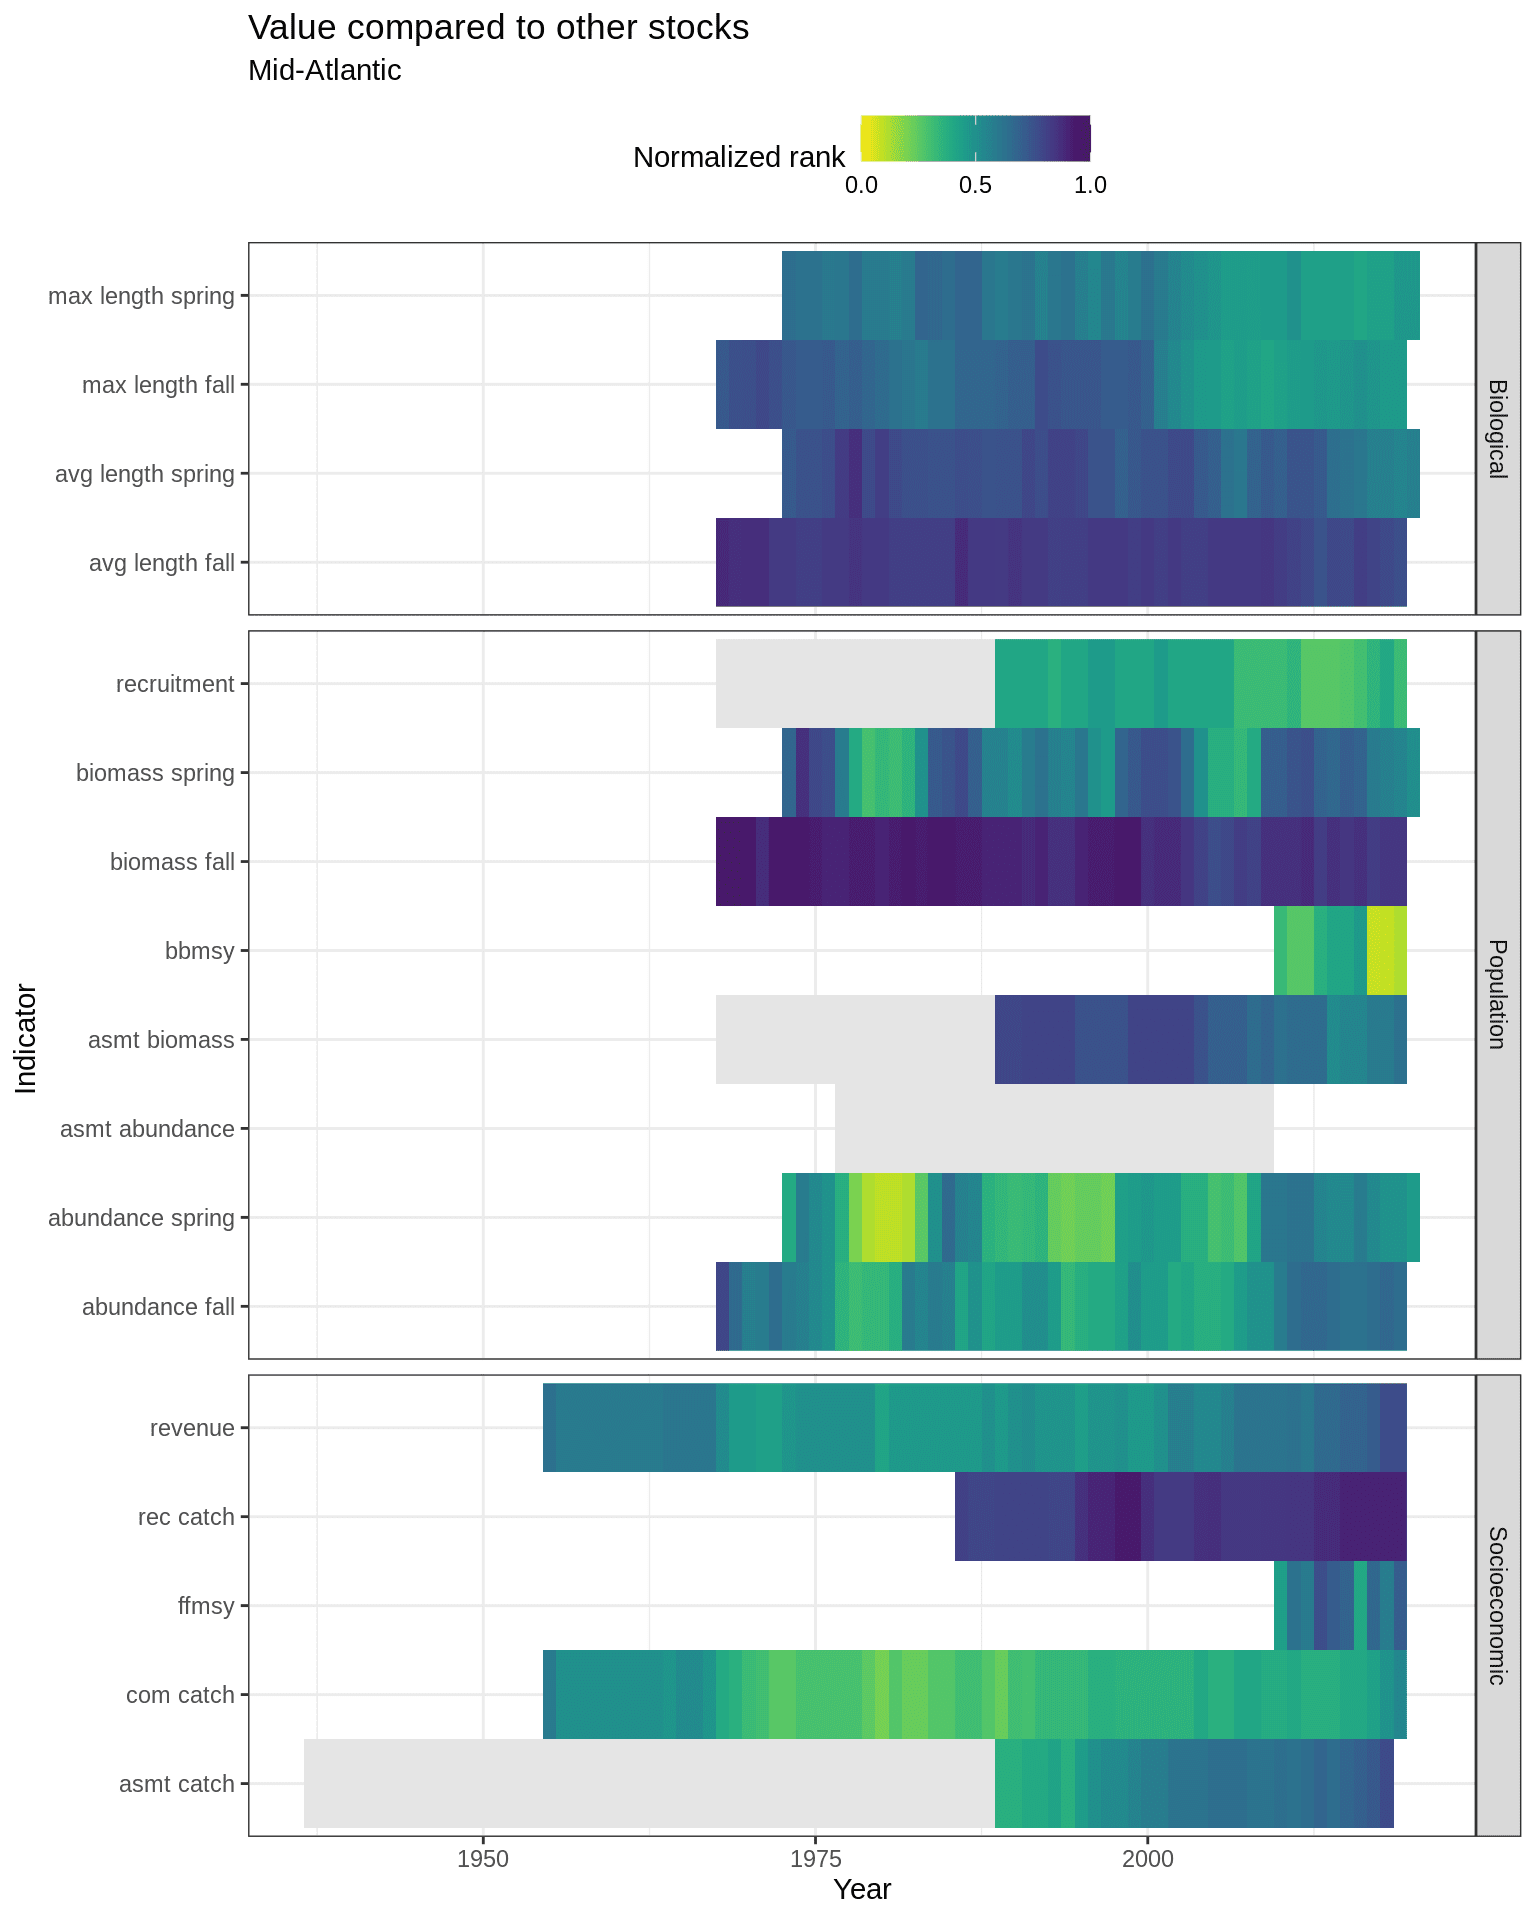 Value compared to other stocks
Mid-Atlantic
Normalized rank
0.0 0.5 1.0
max length spring
max length fall
avg length spring
avg length fall
Biological
recruitment
biomass spring
biomass fall
bbmsy
asmt biomass
asmt abundance
abundance spring
abundance fall
Population
Indicator
revenue
rec catch
ffmsy
com catch
asmt catch
Socioeconomic
1950 1975 2000
Year